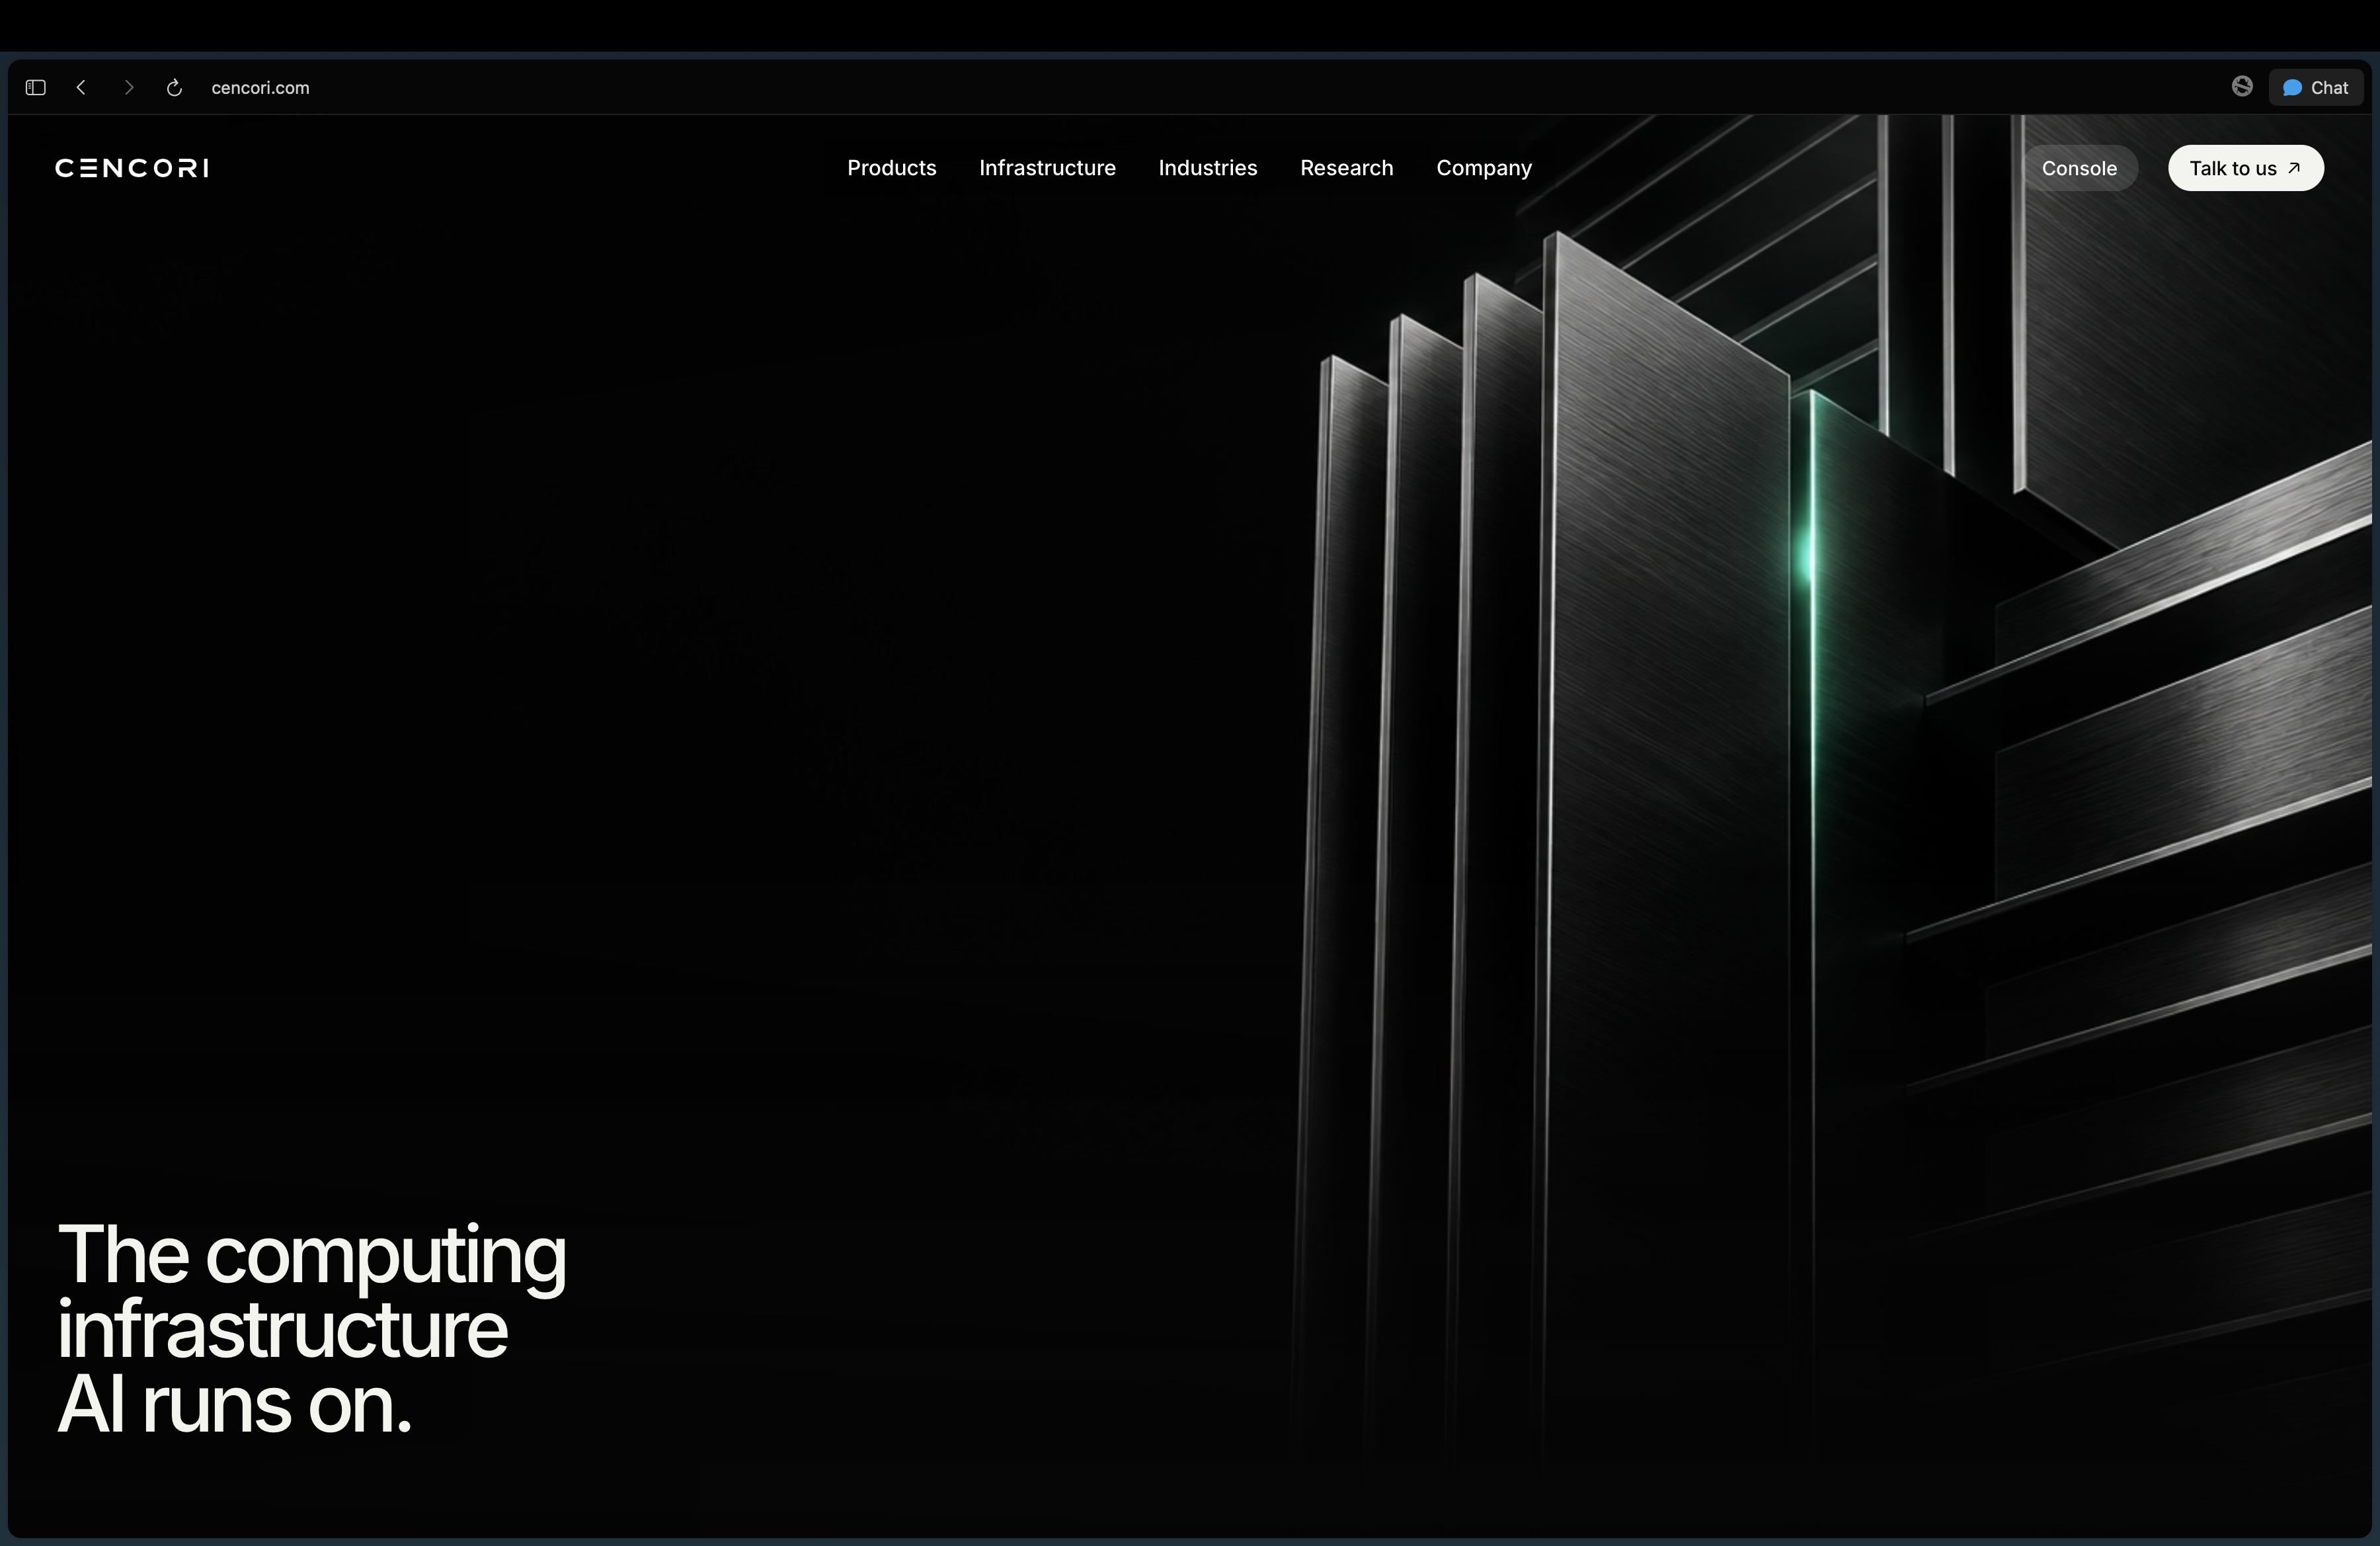 cencori.com
Chat
CENCORI
Products
Infrastructure
Industries
Research
Company
Console
Talk to us
The computing
infrastructure
AI runs on.